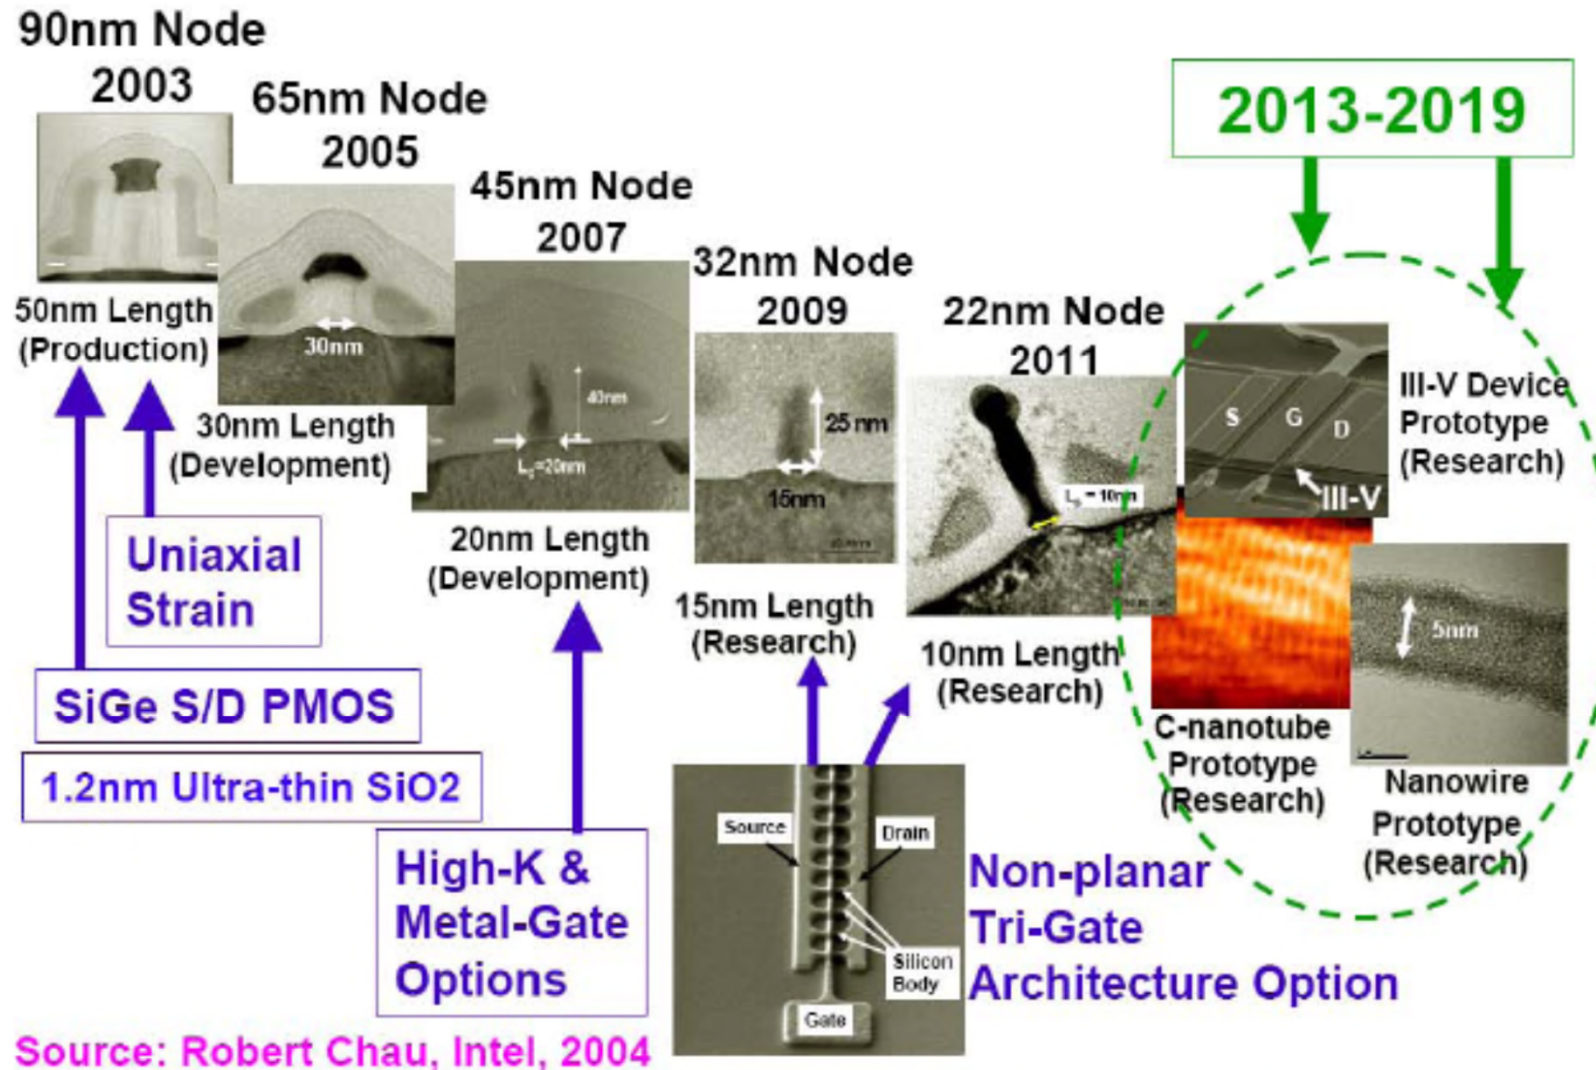 90nm Node
2003
50nm Length
(Production)
65nm Node
2005
30nm
30nm Length
(Development)
45nm Node
2007
40nm
Lg=20nm
20nm Length
(Development)
32nm Node
2009
25 nm
15nm
15nm Length
(Research)
22nm Node
2011
Lg = 10nm
10nm Length
(Research)
2013-2019
S
G
D
III-V
III-V Device
Prototype
(Research)
C-nanotube
Prototype
(Research)
5nm
Nanowire
Prototype
(Research)
Uniaxial
Strain
SiGe S/D PMOS
1.2nm Ultra-thin SiO2
High-K &
Metal-Gate
Options
Source
Drain
Silicon
Body
Gate
Non-planar
Tri-Gate
Architecture Option
Source: Robert Chau, Intel, 2004